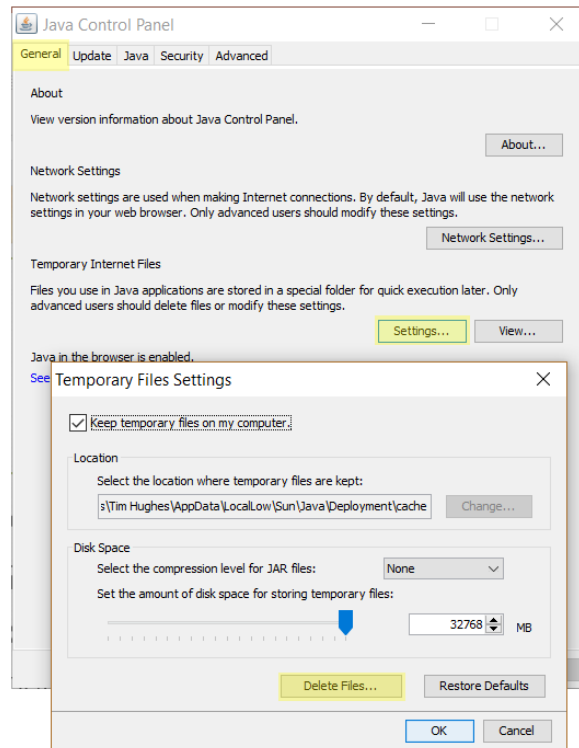 Java Control Panel
General Update Java Security Advanced
About
View version information about Java Control Panel.
About...
Network Settings
Network settings are used when making Internet connections. By default, Java will use the network
settings in your web browser. Only advanced users should modify these settings.
Network Settings...
Temporary Internet Files
Files you use in Java applications are stored in a special folder for quick execution later. Only
advanced users should delete files or modify these settings.
Settings... View...
Java in the browser is enabled.
See
Temporary Files Settings
Keep temporary files on my computer.
Location
Select the location where temporary files are kept:
s\Tim Hughes\AppData\LocalLow\Sun\Java\Deployment\cache Change...
Disk Space
Select the compression level for JAR files: None
Set the amount of disk space for storing temporary files:
32768 MB
Delete Files... Restore Defaults
OK Cancel